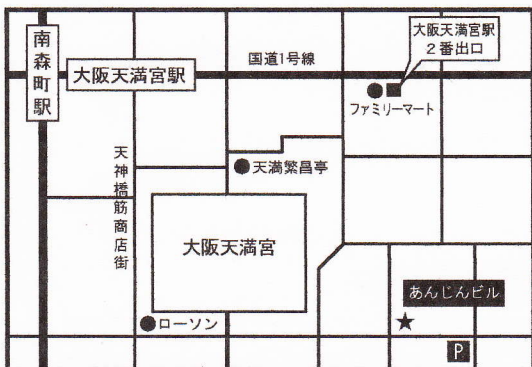 南森町駅
大阪天満宮駅
国道1号線
大阪天満宮駅
2番出口
ファミリーマート
天神橋筋商店街
天満繁昌亭
大阪天満宮
あんじんビル
★
ローソン
P